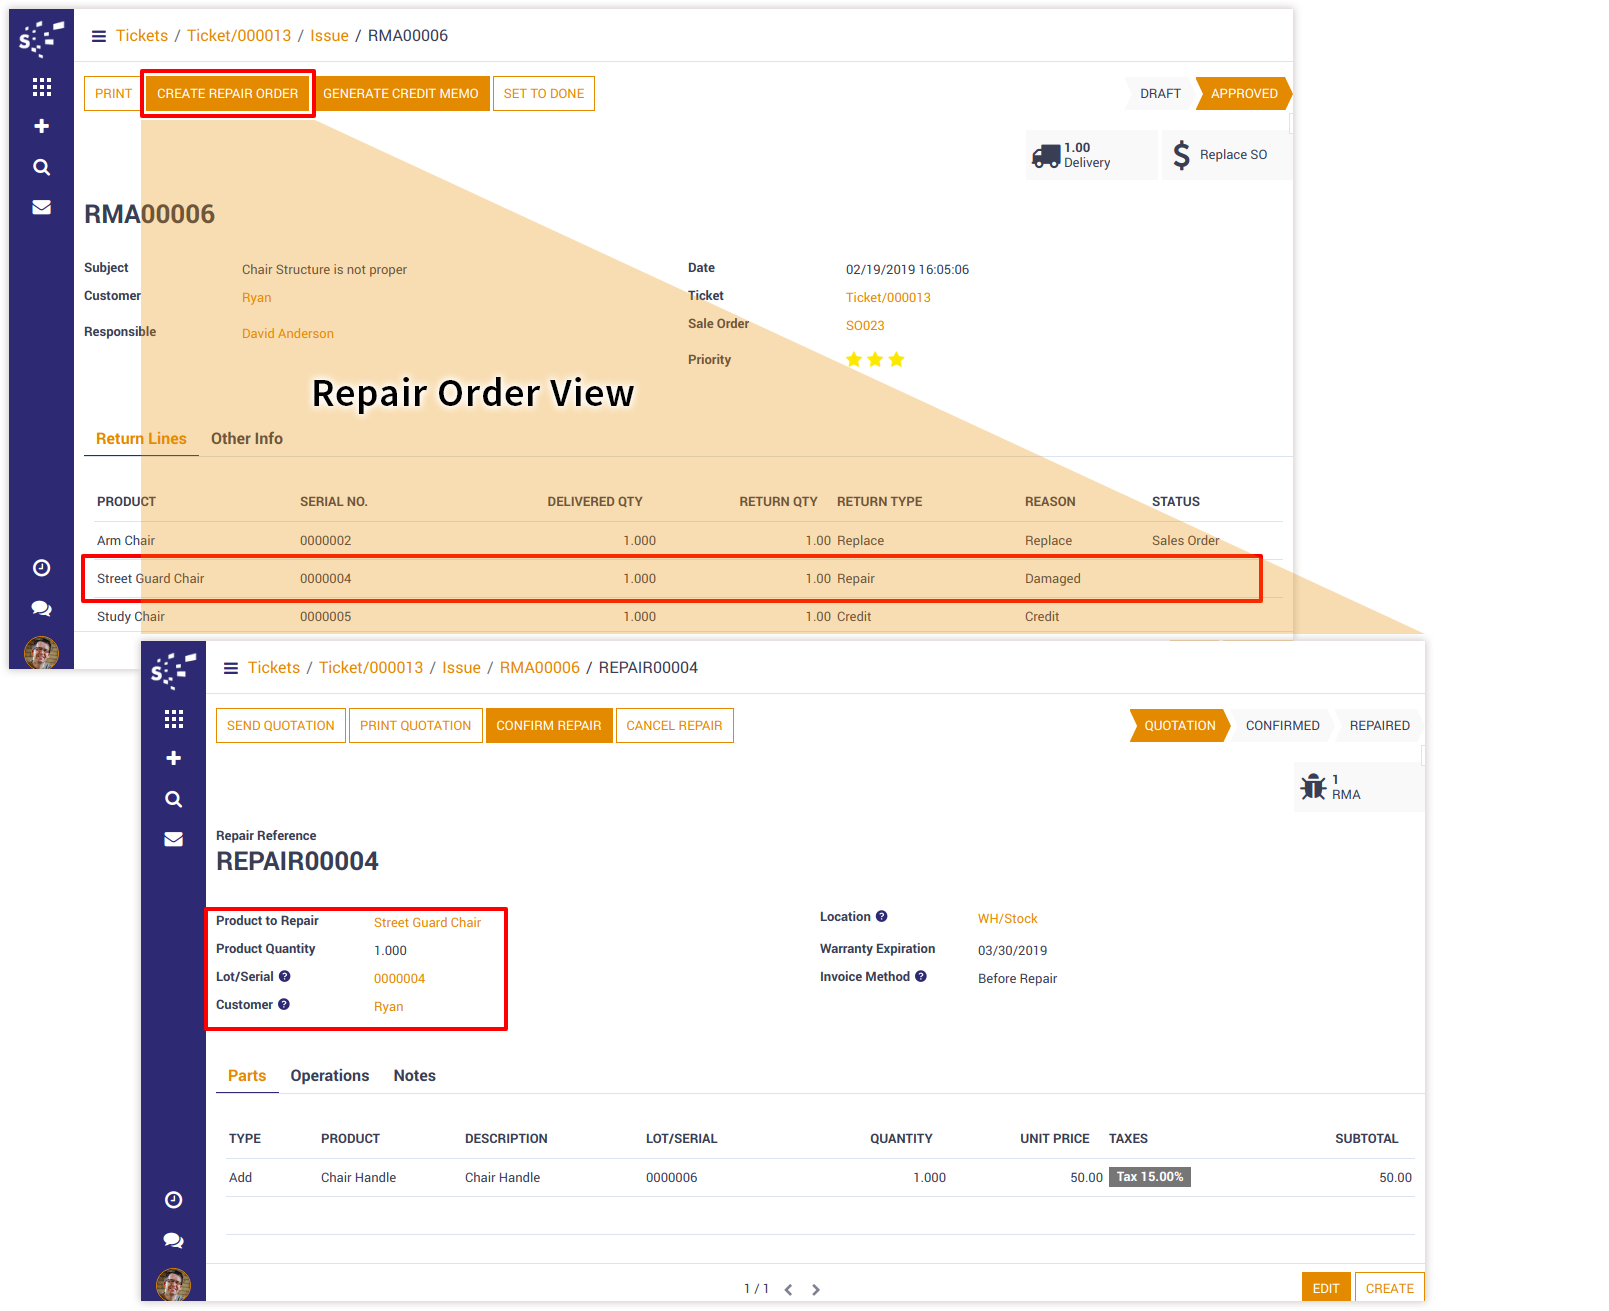 Tickets / Ticket/000013 / Issue / RMA00006
PRINT CREATE REPAIR ORDER GENERATE CREDIT MEMO SET TO DONE DRAFT APPROVED
1.00
Delivery
Replace SO
RMA00006
Subject Chair Structure is not proper Date 02/19/2019 16:05:06
Customer Ryan Ticket Ticket/000013
Sale Order SO023
Responsible David Anderson
Priority
Repair Order View
Return Lines Other Info
PRODUCT SERIAL NO. DELIVERED QTY RETURN QTY RETURN TYPE REASON STATUS
Arm Chair 0000002 1.000 1.00 Replace Replace Sales Order
Street Guard Chair 0000004 1.000 1.00 Repair Damaged
Study Chair 0000005 1.000 1.00 Credit Credit
Tickets / Ticket/000013 / Issue / RMA00006 / REPAIR00004
SEND QUOTATION PRINT QUOTATION CONFIRM REPAIR CANCEL REPAIR QUOTATION CONFIRMED REPAIRED
1
RMA
Repair Reference
REPAIR00004
Product to Repair Street Guard Chair Location WH/Stock
Product Quantity 1.000 Warranty Expiration 03/30/2019
Lot/Serial 0000004 Invoice Method Before Repair
Customer Ryan
Parts Operations Notes
TYPE PRODUCT DESCRIPTION LOT/SERIAL QUANTITY UNIT PRICE TAXES SUBTOTAL
Add Chair Handle Chair Handle 0000006 1.000 50.00 Tax 15.00% 50.00
1 / 1 EDIT CREATE